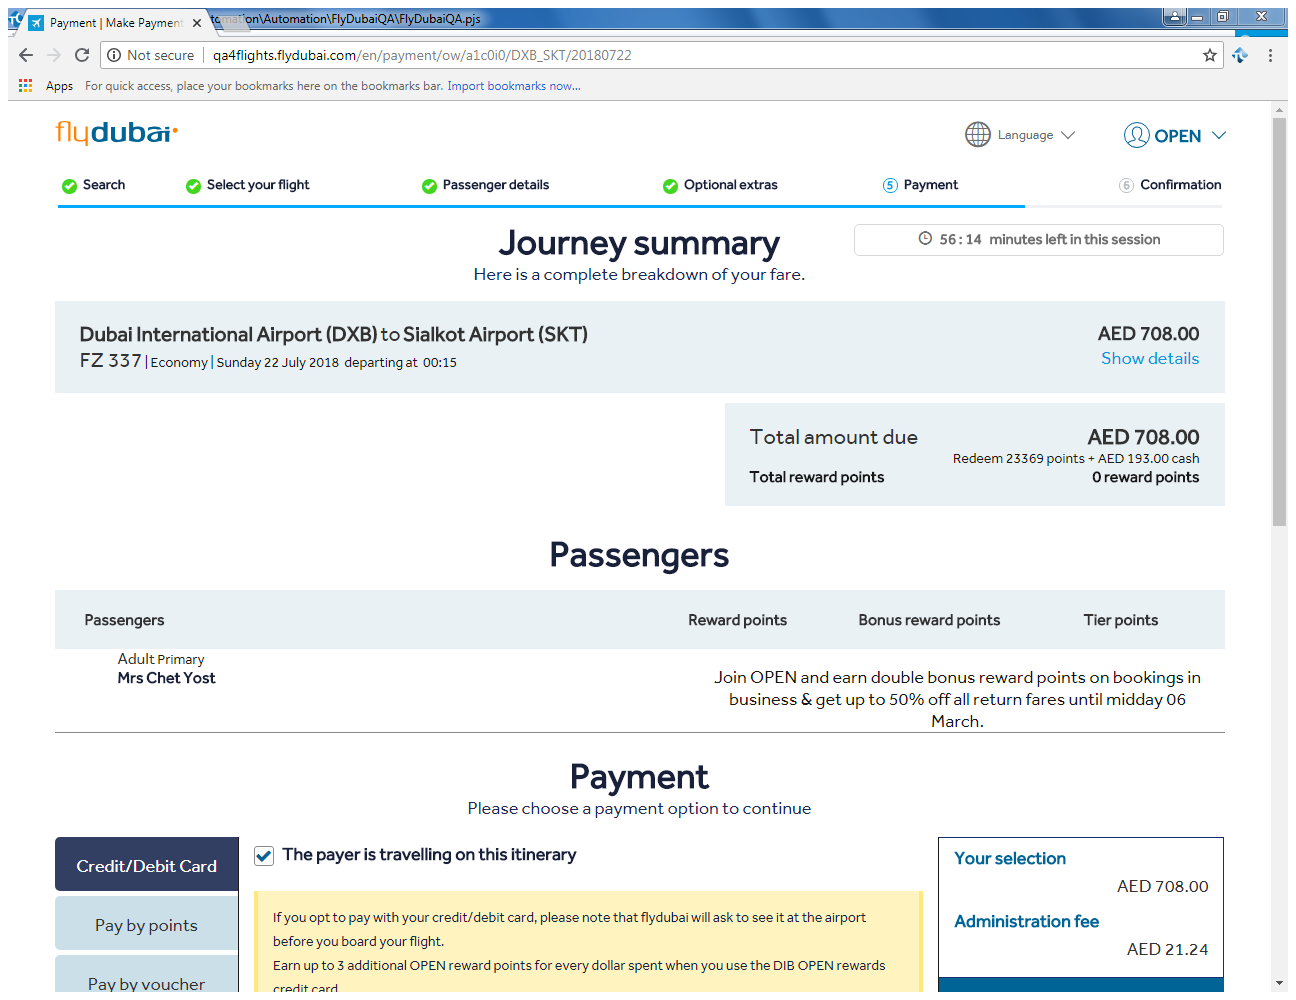 Payment | Make Payment
tomation\Automation\FlyDubaiQA\FlyDubaiQA.pjs
Not secure
qa4flights.flydubai.com/en/payment/ow/a1c0i0/DXB_SKT/20180722
Apps For quick access, place your bookmarks here on the bookmarks bar. Import bookmarks now...
flydubai
Language
OPEN
Search
Select your flight
Passenger details
Optional extras
5 Payment
6 Confirmation
Journey summary
56 : 14 minutes left in this session
Here is a complete breakdown of your fare.
Dubai International Airport (DXB) to Sialkot Airport (SKT)
AED 708.00
FZ 337 | Economy | Sunday 22 July 2018 departing at 00:15
Show details
Total amount due
AED 708.00
Redeem 23369 points + AED 193.00 cash
Total reward points
0 reward points
Passengers
Passengers
Reward points
Bonus reward points
Tier points
Adult Primary
Mrs Chet Yost
Join OPEN and earn double bonus reward points on bookings in
business & get up to 50% off all return fares until midday 06
March.
Payment
Please choose a payment option to continue
Credit/Debit Card
Pay by points
Pay by voucher
The payer is travelling on this itinerary
If you opt to pay with your credit/debit card, please note that flydubai will ask to see it at the airport
before you board your flight.
Earn up to 3 additional OPEN reward points for every dollar spent when you use the DIB OPEN rewards
credit card
Your selection
AED 708.00
Administration fee
AED 21.24